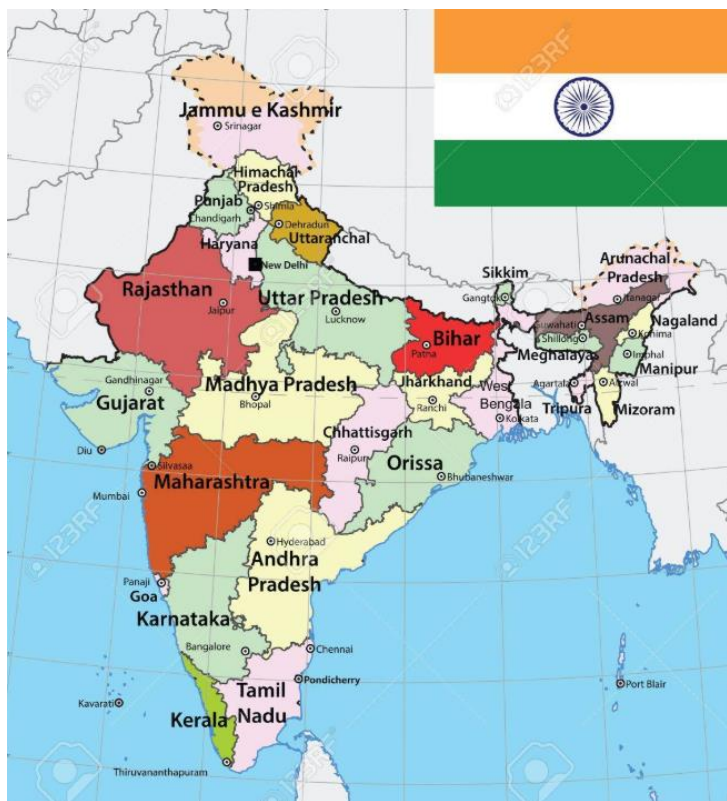 123RF
Jammu e Kashmir
Srinagar
Himachal
Pradesh
Shimla
Punjab
Chandigarh
Dehradun
Uttaranchal
Haryana
New Delhi
Rajasthan
Jaipur
Uttar Pradesh
Lucknow
Sikkim
Gangtok
Arunachal
Pradesh
Itanagar
Assam
Guwahati
Shillong
Meghalaya
Nagaland
Kohima
Imphal
Manipur
Bihar
Patna
Gandhinagar
Gujarat
Madhya Pradesh
Bhopal
Jharkhand
Ranchi
West
Bengala
Kolkata
Agartala
Tripura
Aizwal
Mizoram
Diu
Silvasaa
Chhattisgarh
Raipur
Orissa
Bhubaneshwar
Maharashtra
Mumbai
Hyderabad
Andhra
Pradesh
Panaji
Goa
Karnataka
Bangalore
Chennai
Pondicherry
Kavarati
Kerala
Tamil
Nadu
Port Blair
Thiruvananthapuram